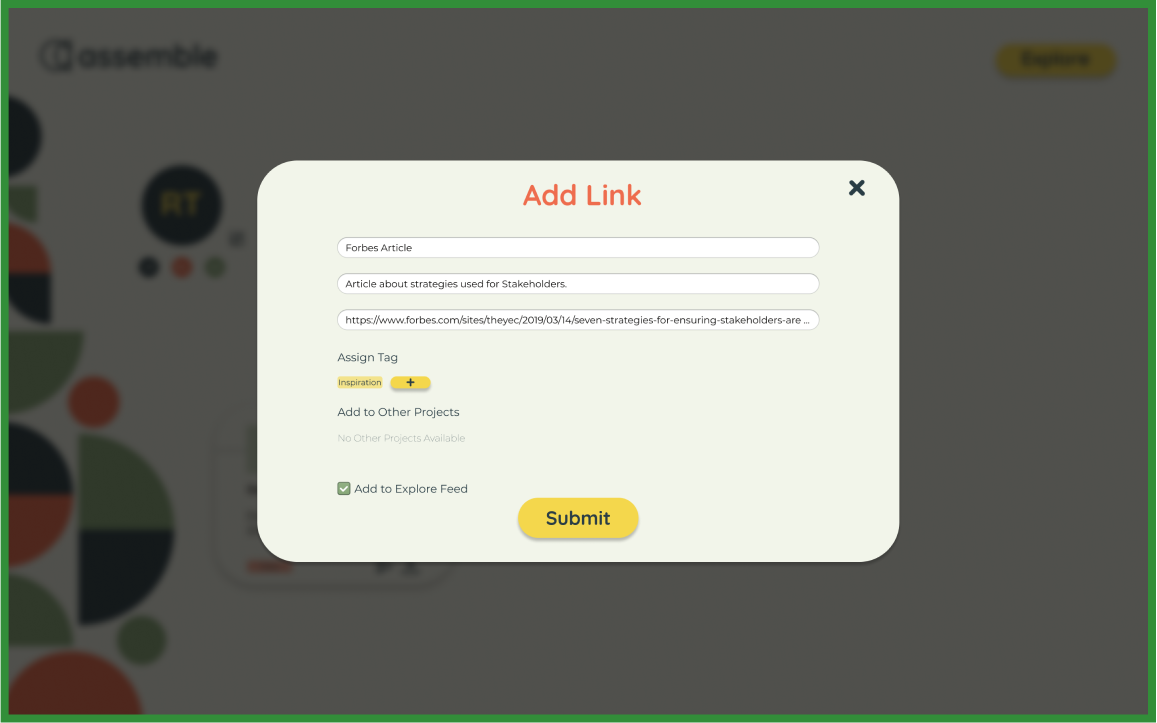 assemble
Explore
RT
Add Link
Forbes Article
Article about strategies used for Stakeholders.
https://www.forbes.com/sites/theyec/2019/03/14/seven-strategies-for-ensuring-stakeholders-are ...
Assign Tag
Inspiration +
Add to Other Projects
No Other Projects Available
Add to Explore Feed
Submit